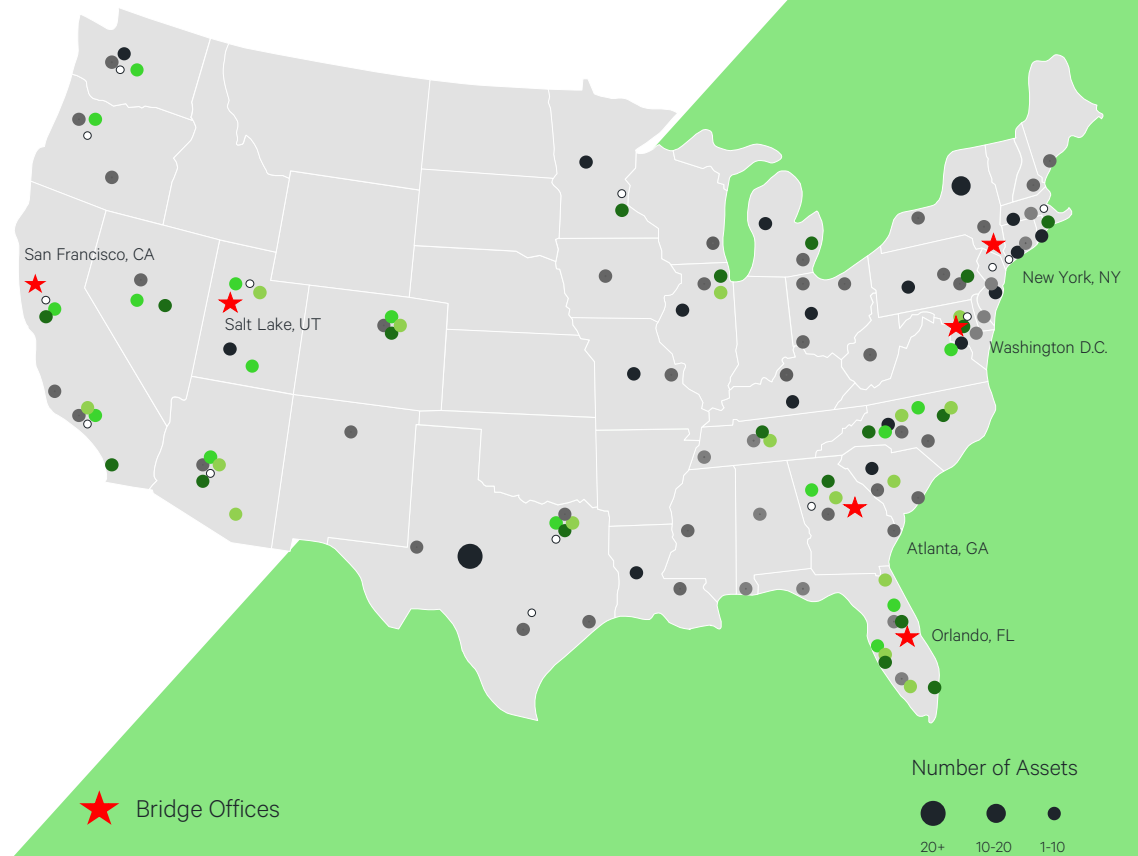 San Francisco, CA
Salt Lake, UT
New York, NY
Washington D.C.
Atlanta, GA
Orlando, FL
Bridge Offices
Number of Assets
20+ 10-20 1-10